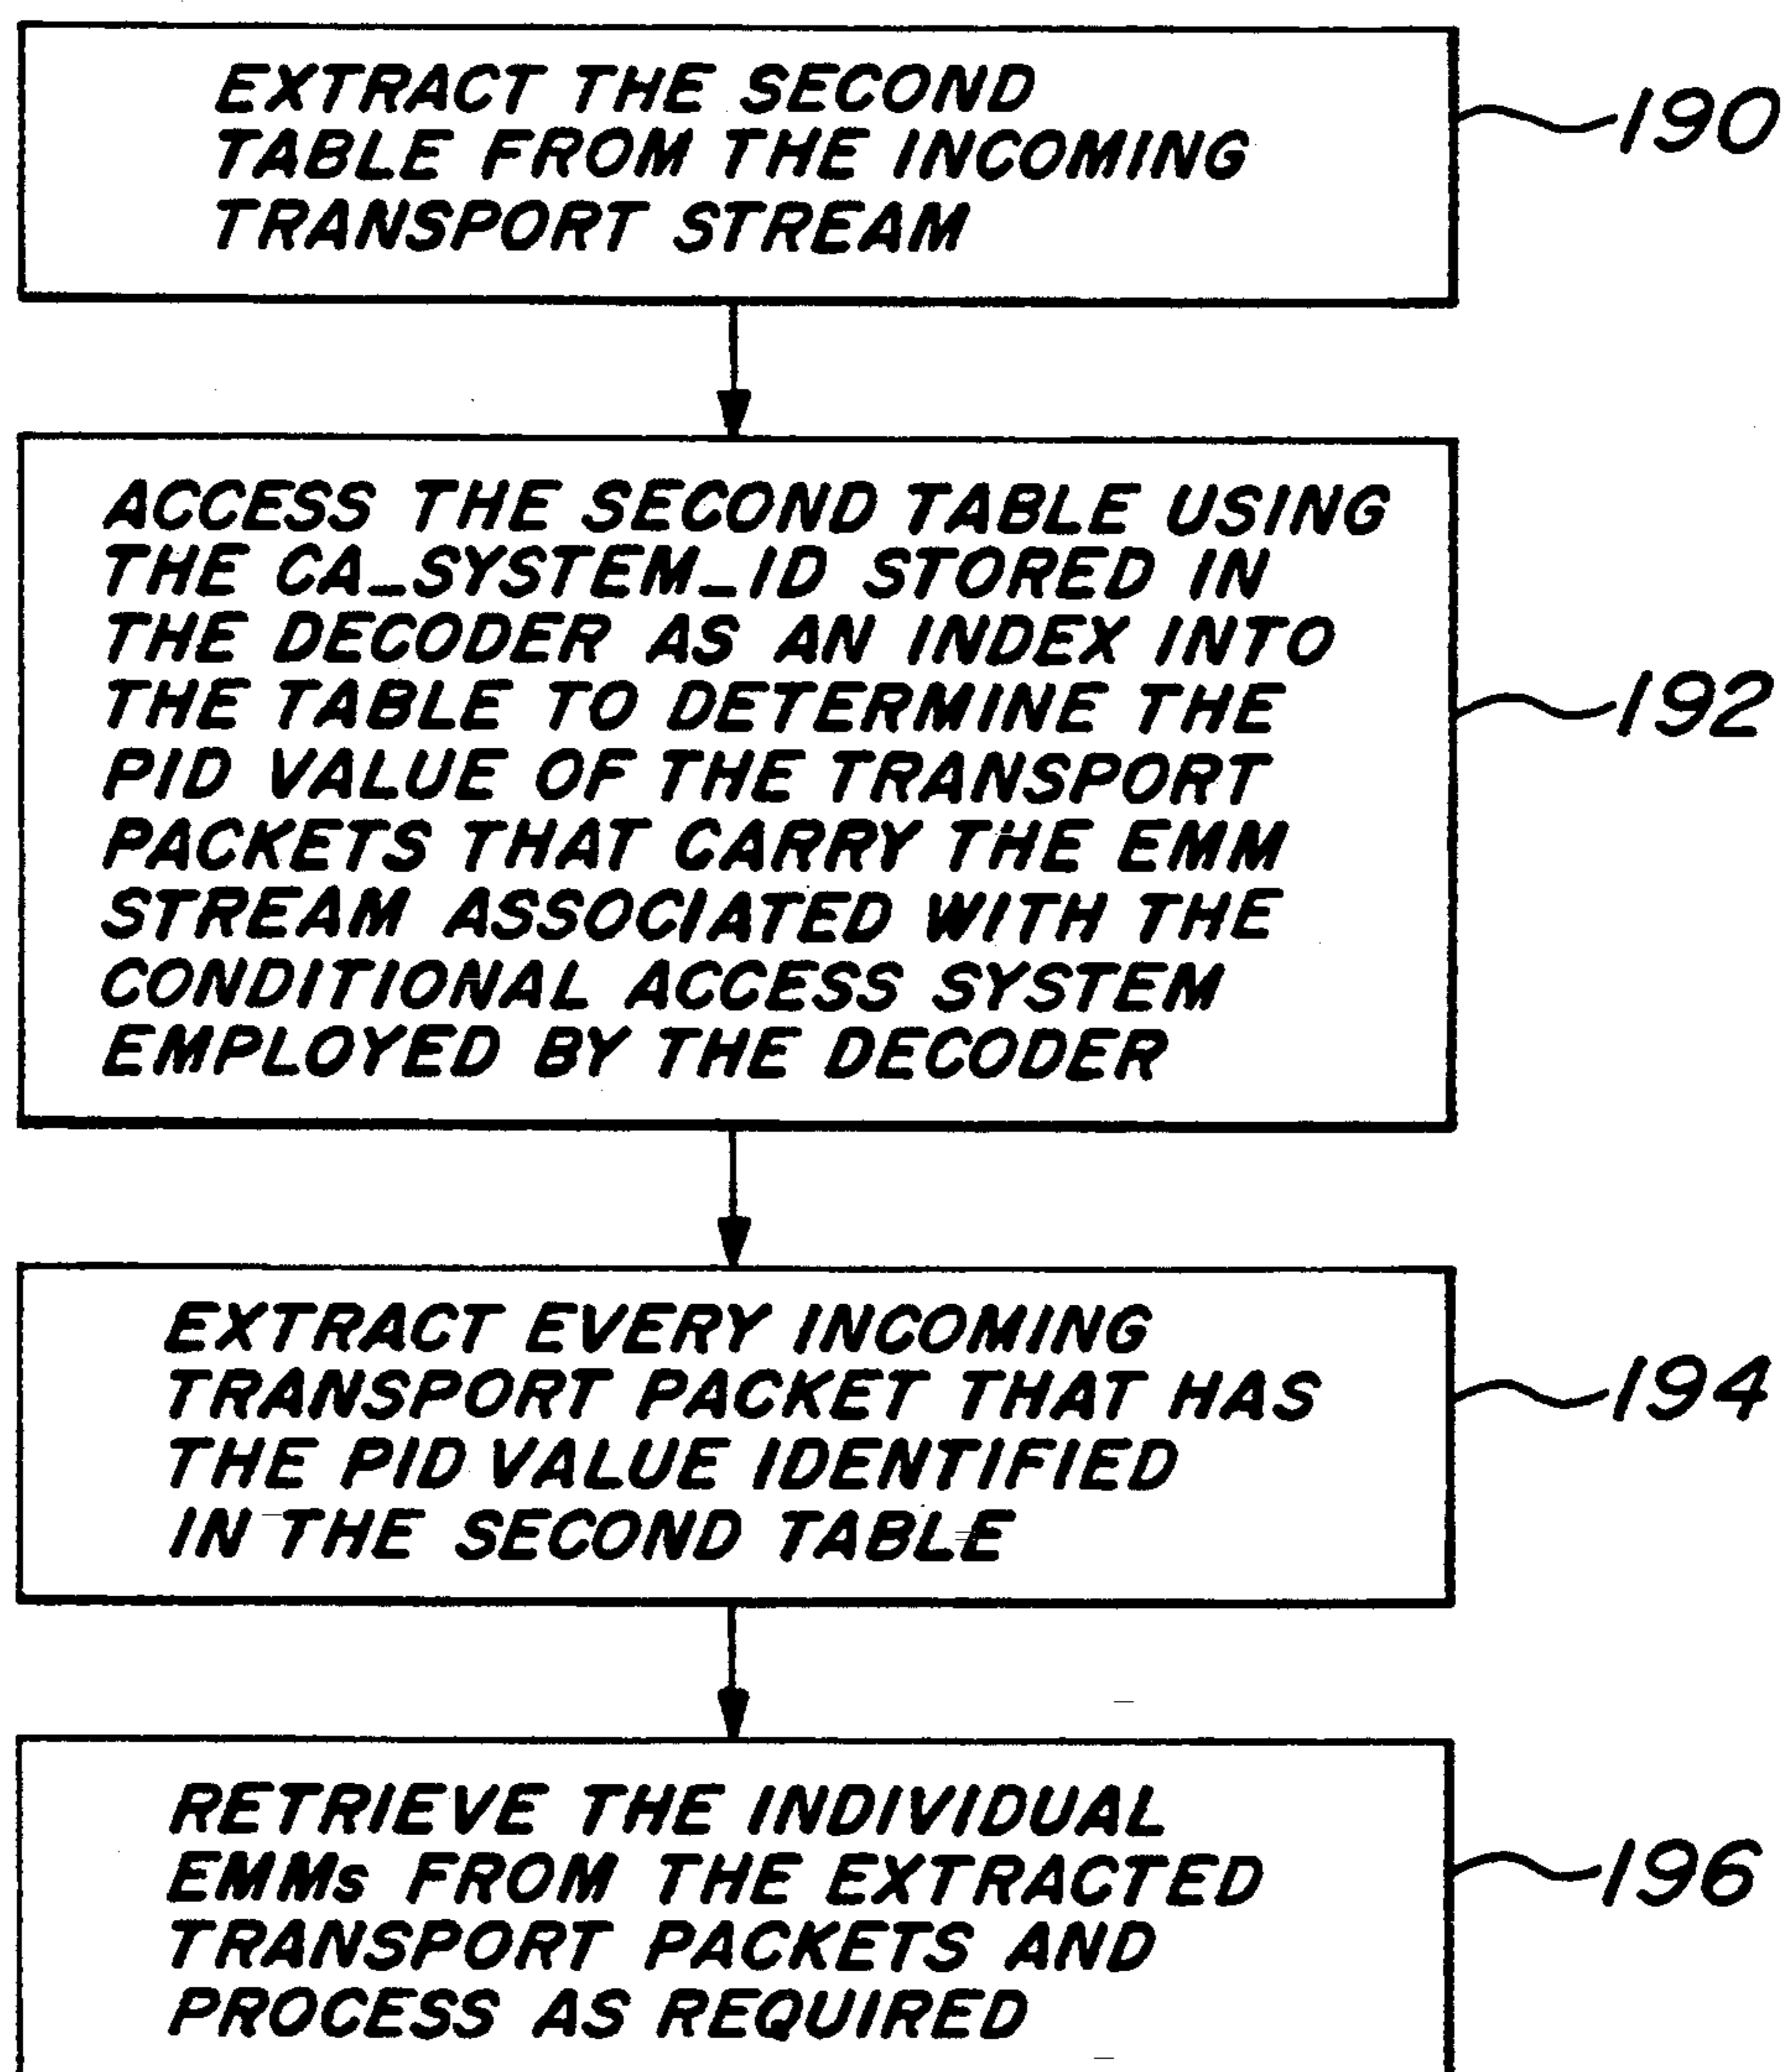 EXTRACT THE SECOND
TABLE FROM THE INCOMING
TRANSPORT STREAM
190
ACCESS THE SECOND TABLE USING
THE CA_SYSTEM_ID STORED IN
THE DECODER AS AN INDEX INTO
THE TABLE TO DETERMINE THE
PID VALUE OF THE TRANSPORT
PACKETS THAT CARRY THE EMM
STREAM ASSOCIATED WITH THE
CONDITIONAL ACCESS SYSTEM
EMPLOYED BY THE DECODER
192
EXTRACT EVERY INCOMING
TRANSPORT PACKET THAT HAS
THE PID VALUE IDENTIFIED
IN THE SECOND TABLE
194
RETRIEVE THE INDIVIDUAL
EMMs FROM THE EXTRACTED
TRANSPORT PACKETS AND
PROCESS AS REQUIRED
196